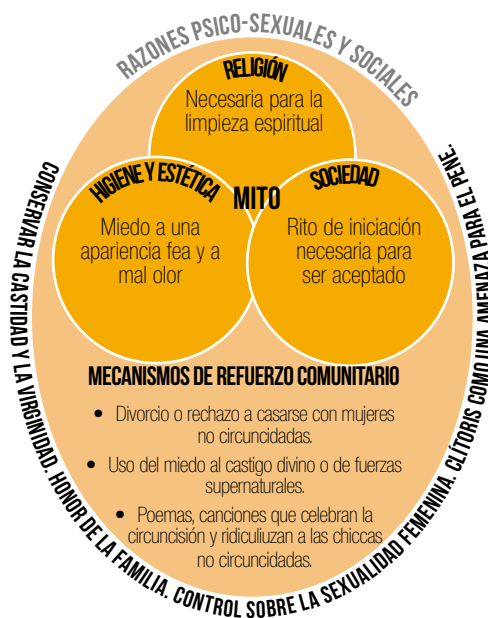 RAZONES PSICO-SEXUALES Y SOCIALES
RELIGIÓN
Necesaria para la
limpieza espiritual
HIGIENE Y ESTÉTICA
Miedo a una
apariencia fea y a
mal olor
MITO
SOCIEDAD
Rito de iniciación
necesaria para
ser aceptado
MECANISMOS DE REFUERZO COMUNITARIO
• Divorcio o rechazo a casarse con mujeres
no circuncidadas.
• Uso del miedo al castigo divino o de fuerzas
supernaturales.
• Poemas, canciones que celebran la
circuncisión y ridiculiuzan a las chiccas
no circuncidadas.
CONSERVAR LA CASTIDAD Y LA VIRGINIDAD. HONOR DE LA FAMILIA. CONTROL SOBRE LA SEXUALIDAD FEMENINA. CLÍTORIS COMO UNA AMENAZA PARA EL PENE.